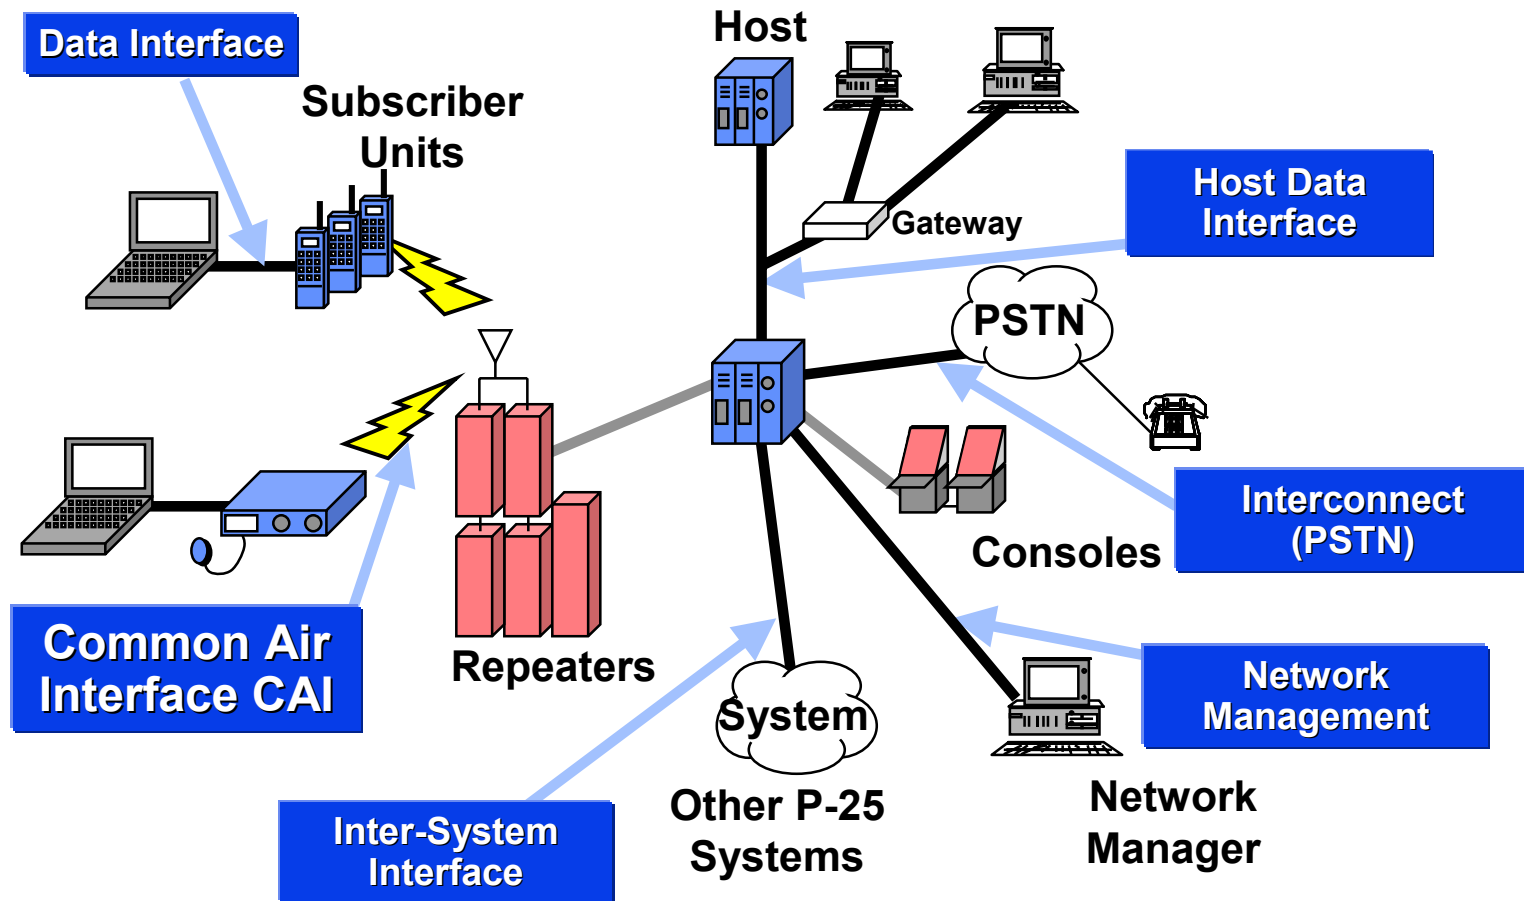 Data Interface
Subscriber
Units
Host
Gateway
Host Data
Interface
PSTN
Interconnect
(PSTN)
Consoles
Common Air
Interface CAI
Repeaters
System
Other P-25
Systems
Network
Management
Network
Manager
Inter-System
Interface